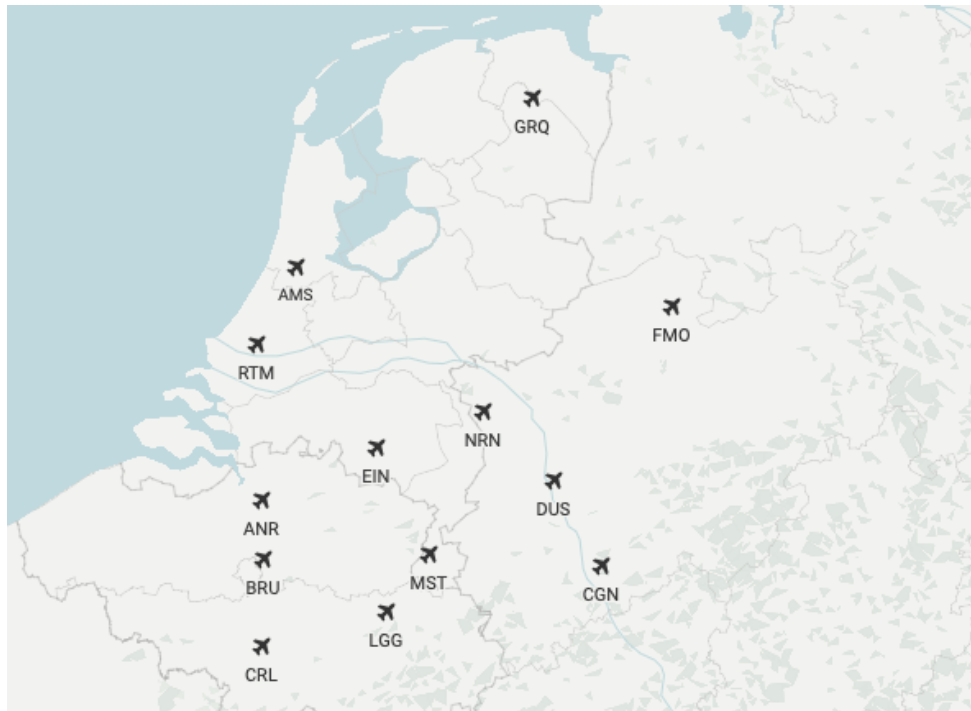 GRQ
AMS
FMO
RTM
NRN
EIN
DUS
ANR
BRU
MST
CGN
LGG
CRL